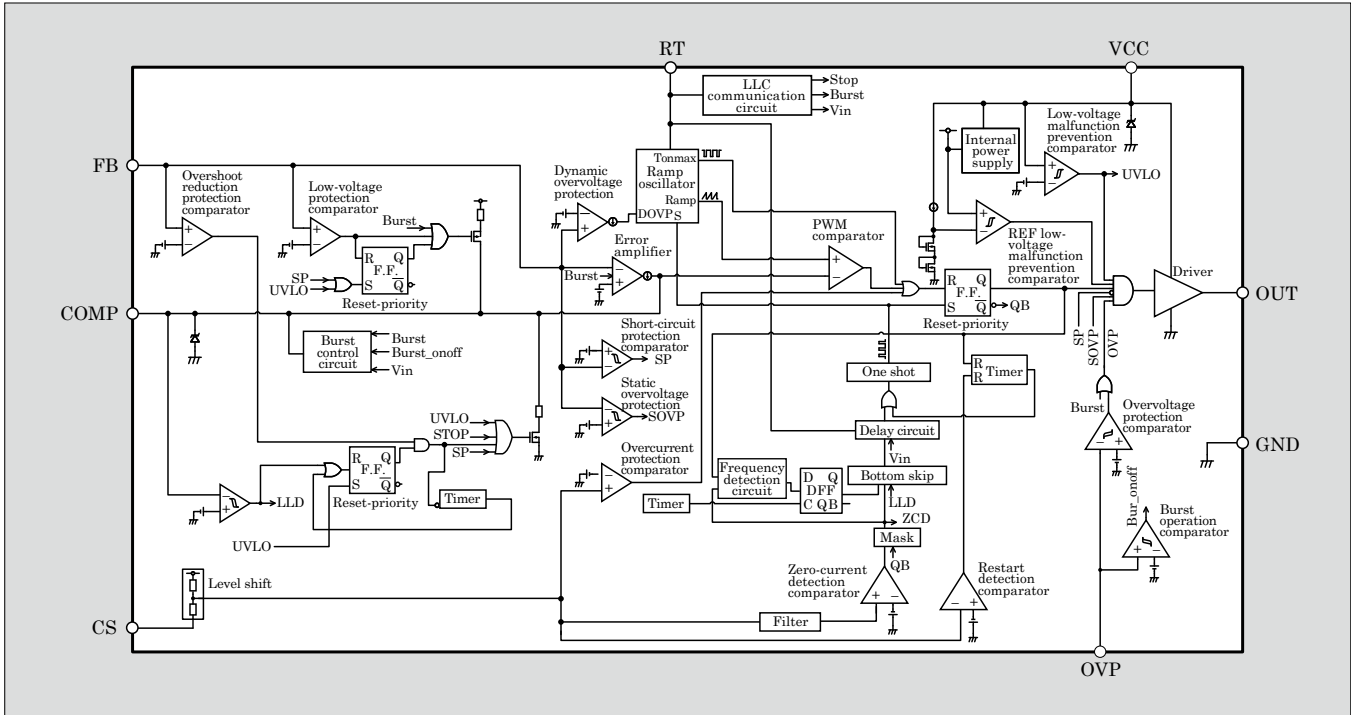 RT
VCC
LLC
communication
circuit
Stop
Burst
Vin
Low-voltage
malfunction
prevention
comparator
Internal
power
supply
UVLO
FB
Overshoot
reduction
protection
comparator
Low-voltage
protection
comparator
Burst
R Q
F.F.
S Q
Reset-priority
SP
UVLO
Dynamic
overvoltage
protection
Tonmax
Ramp
oscillator
Ramp
DOVP S
Error
amplifier
Burst
PWM
comparator
REF low-
voltage
malfunction
prevention
comparator
R Q
F.F.
S Q
QB
Reset-priority
Driver
OUT
SP
SOVP
OVP
COMP
Burst
control
circuit
Burst
Burst_onoff
Vin
Short-circuit
protection
comparator
SP
Static
overvoltage
protection
SOVP
One shot
R
R
Timer
Burst
Overvoltage
protection
comparator
GND
UVLO
STOP
SP
R Q
F.F.
S Q
Reset-priority
Timer
LLD
UVLO
Overcurrent
protection
comparator
Delay circuit
Vin
Bottom skip
LLD
Frequency
detection
circuit
D Q
DFF
C QB
Timer
ZCD
Mask
QB
Zero-current
detection
comparator
Restart
detection
comparator
Bur_onoff
Burst
operation
comparator
Level shift
Filter
CS
OVP